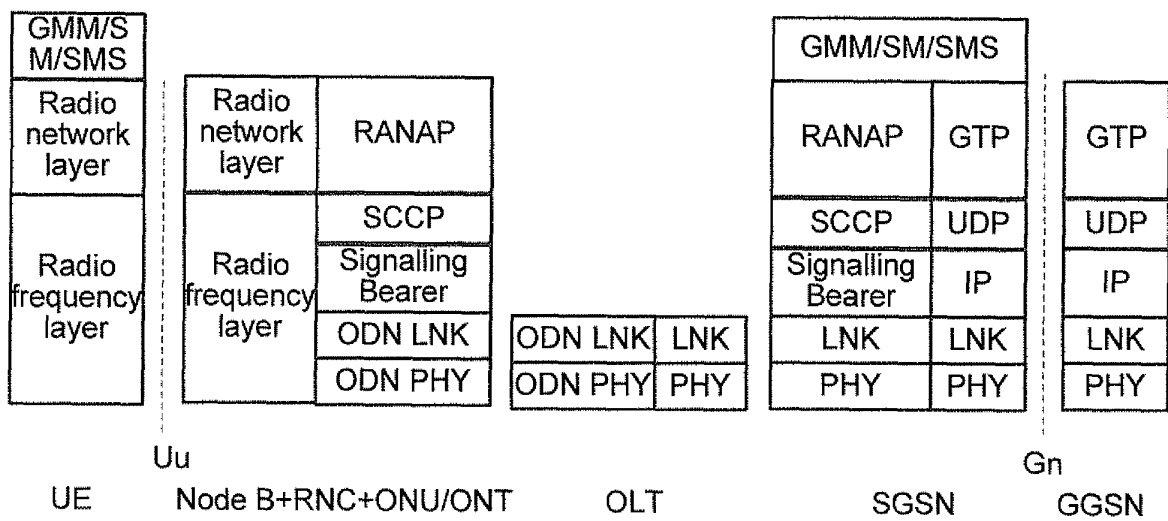 GMM/S
M/SMS
GMM/SM/SMS
Radio
network
layer
Radio
network
layer
RANAP
RANAP
GTP
GTP
Radio
frequency
layer
Radio
frequency
layer
SCCP
SCCP
UDP
UDP
Signalling
Bearer
Signalling
Bearer
IP
IP
ODN LNK
ODN LNK
LNK
LNK
LNK
LNK
ODN PHY
ODN PHY
PHY
PHY
PHY
PHY
Uu
Gn
UE
Node B+RNC+ONU/ONT
OLT
SGSN
GGSN